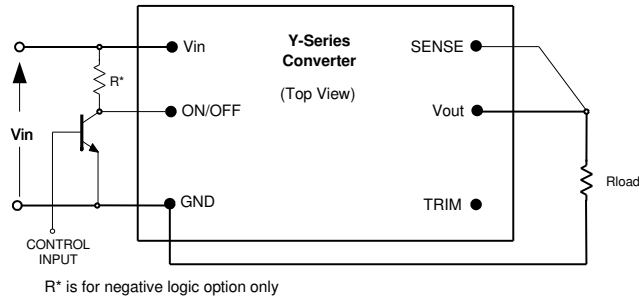 Y-Series
Converter
(Top View)
Vin
SENSE
R*
ON/OFF
Vout
Vin
Rload
GND
TRIM
CONTROL
INPUT
R* is for negative logic option only